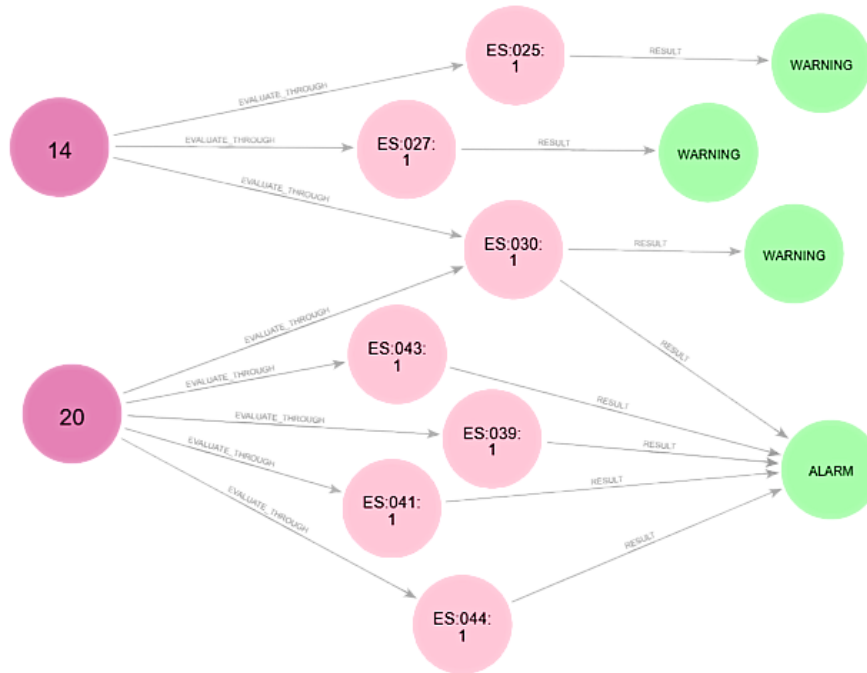 ES:025:
1
RESULT
WARNING
EVALUATE_THROUGH
14
EVALUATE_THROUGH
ES:027:
1
RESULT
WARNING
EVALUATE_THROUGH
ES:030:
1
RESULT
WARNING
EVALUATE_THROUGH
RESULT
ES:043:
1
EVALUATE_THROUGH
RESULT
20
EVALUATE_THROUGH
ES:039:
1
RESULT
ALARM
EVALUATE_THROUGH
ES:041:
1
RESULT
EVALUATE_THROUGH
RESULT
ES:044:
1